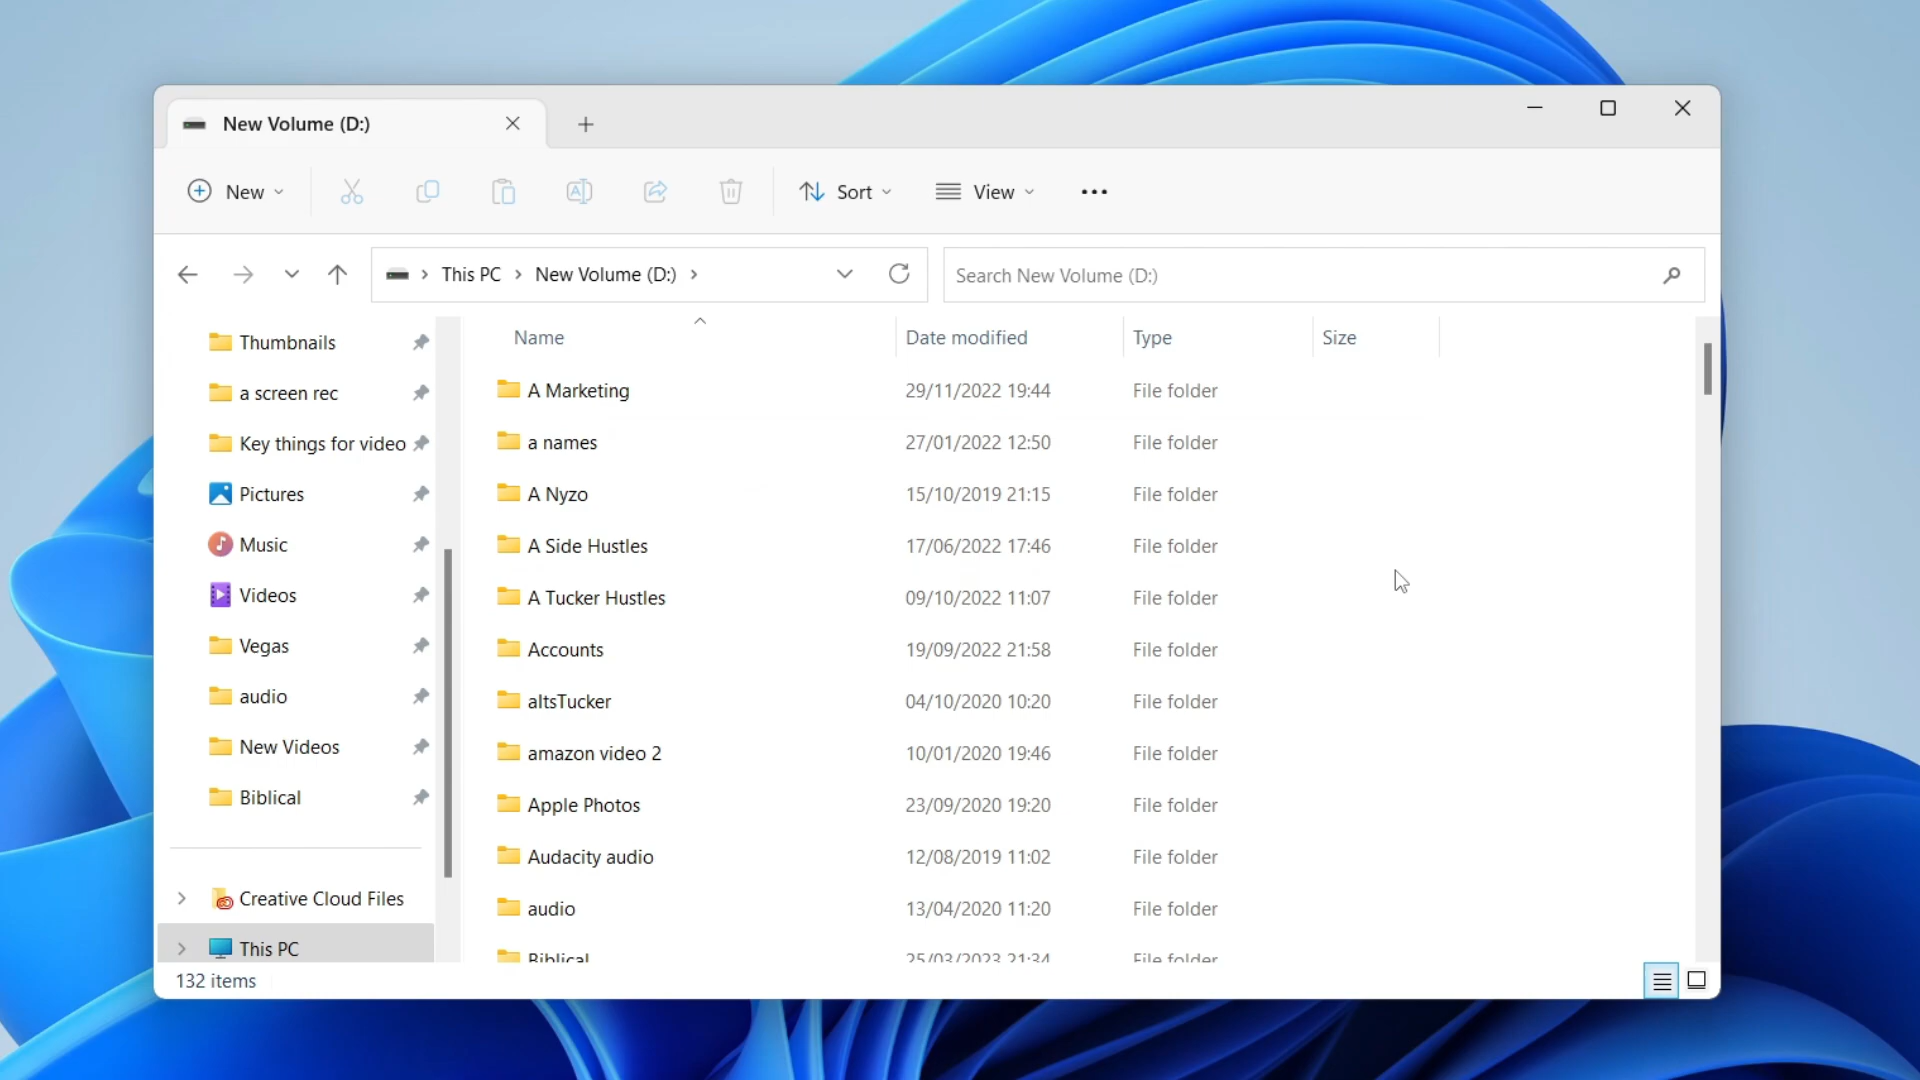 New Volume (D:)
New
Sort
View
This PC
New Volume (D:)
Search New Volume (D:)
Thumbnails
a screen rec
Key things for video
Pictures
Music
Videos
Vegas
audio
New Videos
Biblical
Creative Cloud Files
This PC
Name Date modified Type Size
A Marketing 29/11/2022 19:44 File folder
a names 27/01/2022 12:50 File folder
A Nyzo 15/10/2019 21:15 File folder
A Side Hustles 17/06/2022 17:46 File folder
A Tucker Hustles 09/10/2022 11:07 File folder
Accounts 19/09/2022 21:58 File folder
altsTucker 04/10/2020 10:20 File folder
amazon video 2 10/01/2020 19:46 File folder
Apple Photos 23/09/2020 19:20 File folder
Audacity audio 12/08/2019 11:02 File folder
audio 13/04/2020 11:20 File folder
Biblical 25/03/2023 21:34 File folder
132 items